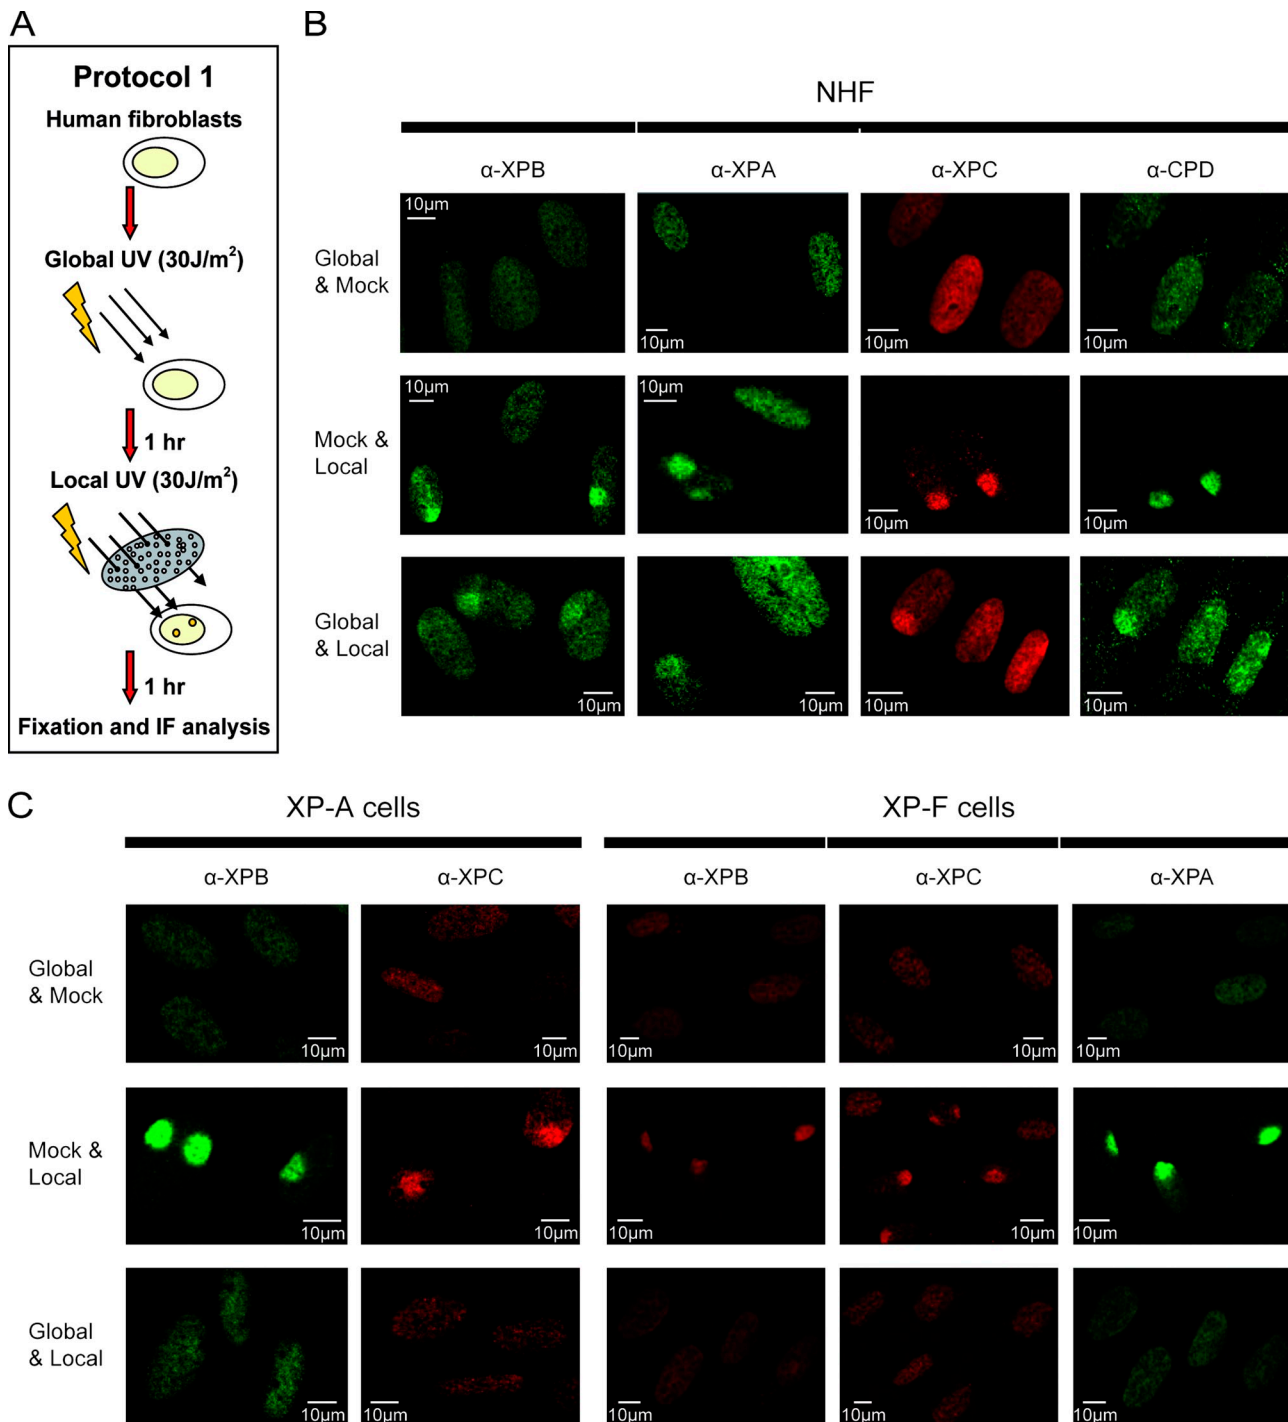 A
Protocol 1
Human fibroblasts
Global UV (30J/m²)
1 hr
Local UV (30J/m²)
1 hr
Fixation and IF analysis
B
NHF
α-XPB α-XPA α-XPC α-CPD
Global & Mock
10µm 10µm 10µm 10µm
Mock & Local
10µm 10µm 10µm 10µm
Global & Local
10µm 10µm 10µm 10µm
C
XP-A cells XP-F cells
α-XPB α-XPC α-XPB α-XPC α-XPA
Global & Mock
10µm 10µm 10µm 10µm 10µm
Mock & Local
10µm 10µm 10µm 10µm 10µm
Global & Local
10µm 10µm 10µm 10µm 10µm